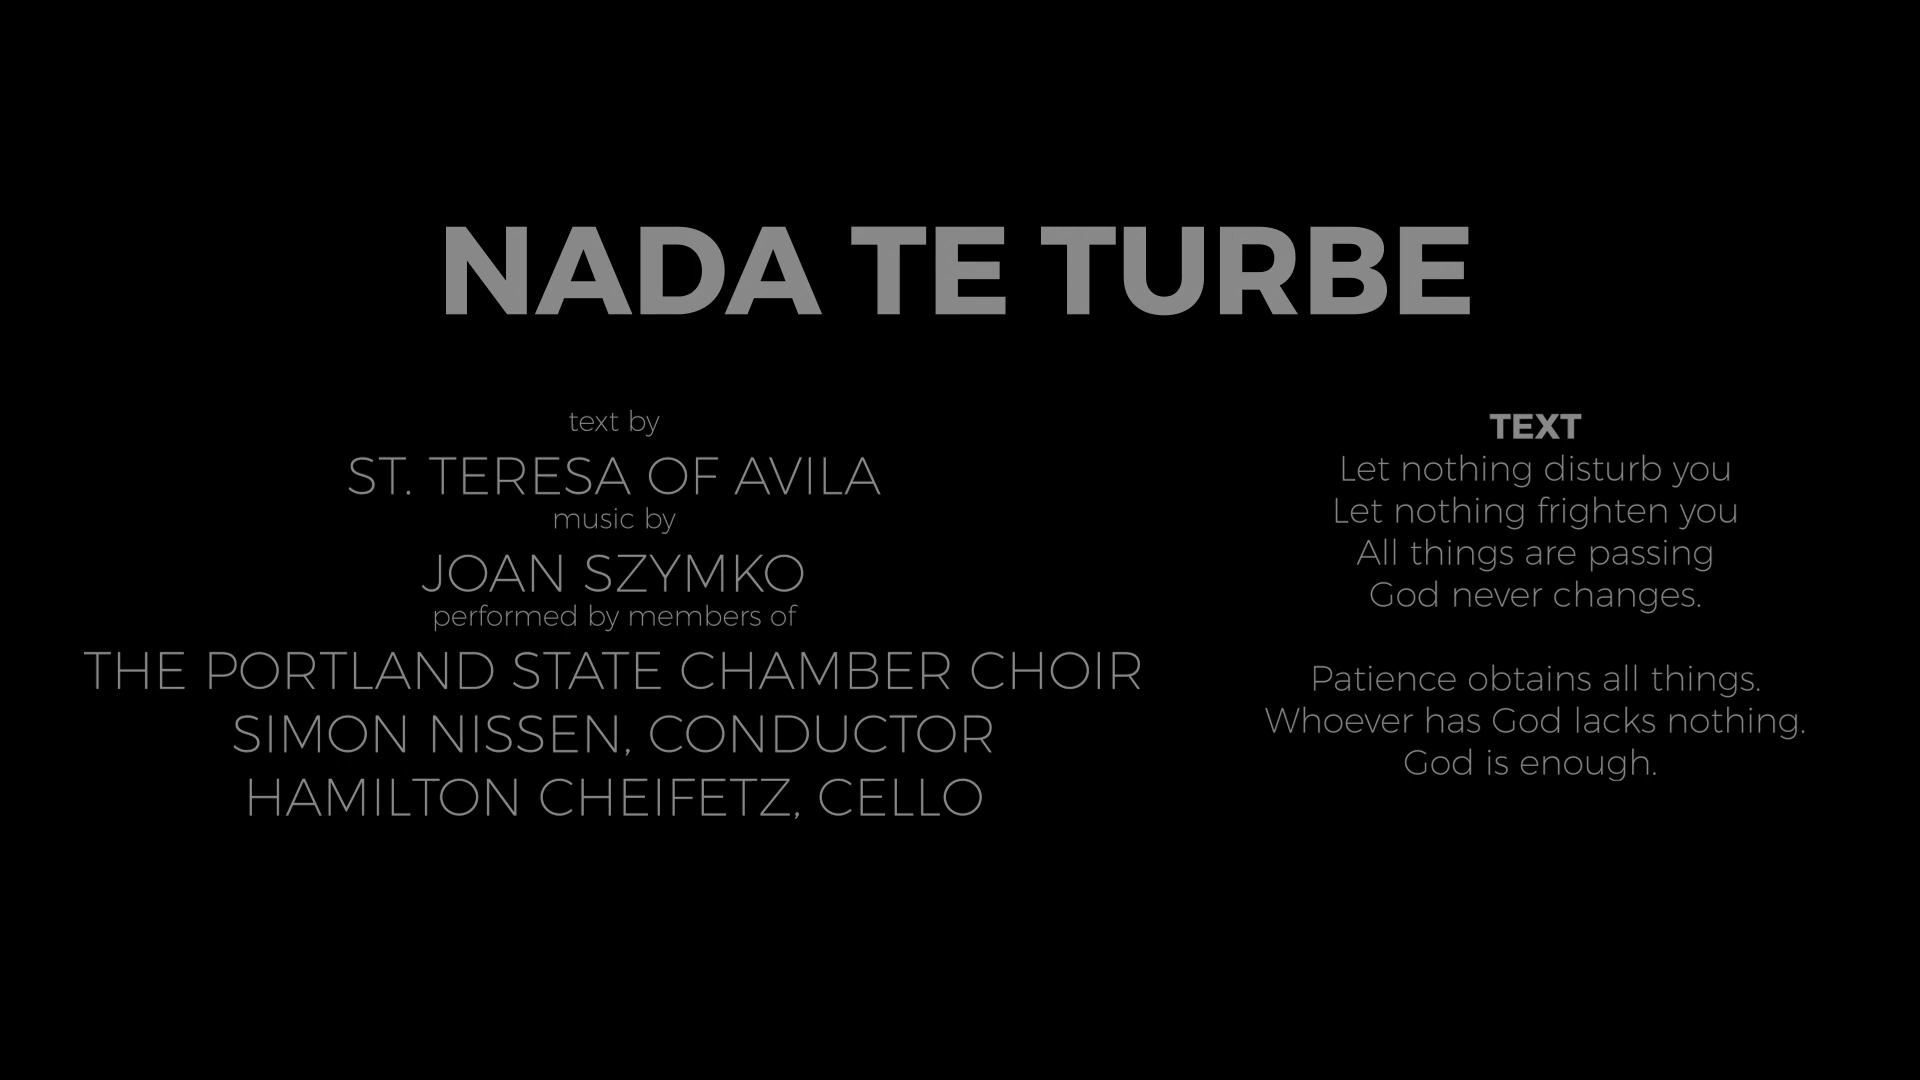 NADA TE TURBE
text by
ST. TERESA OF AVILA
music by
JOAN SZYMKO
performed by members of
THE PORTLAND STATE CHAMBER CHOIR
SIMON NISSEN, CONDUCTOR
HAMILTON CHEIFETZ, CELLO
TEXT
Let nothing disturb you
Let nothing frighten you
All things are passing
God never changes.
Patience obtains all things.
Whoever has God lacks nothing.
God is enough.